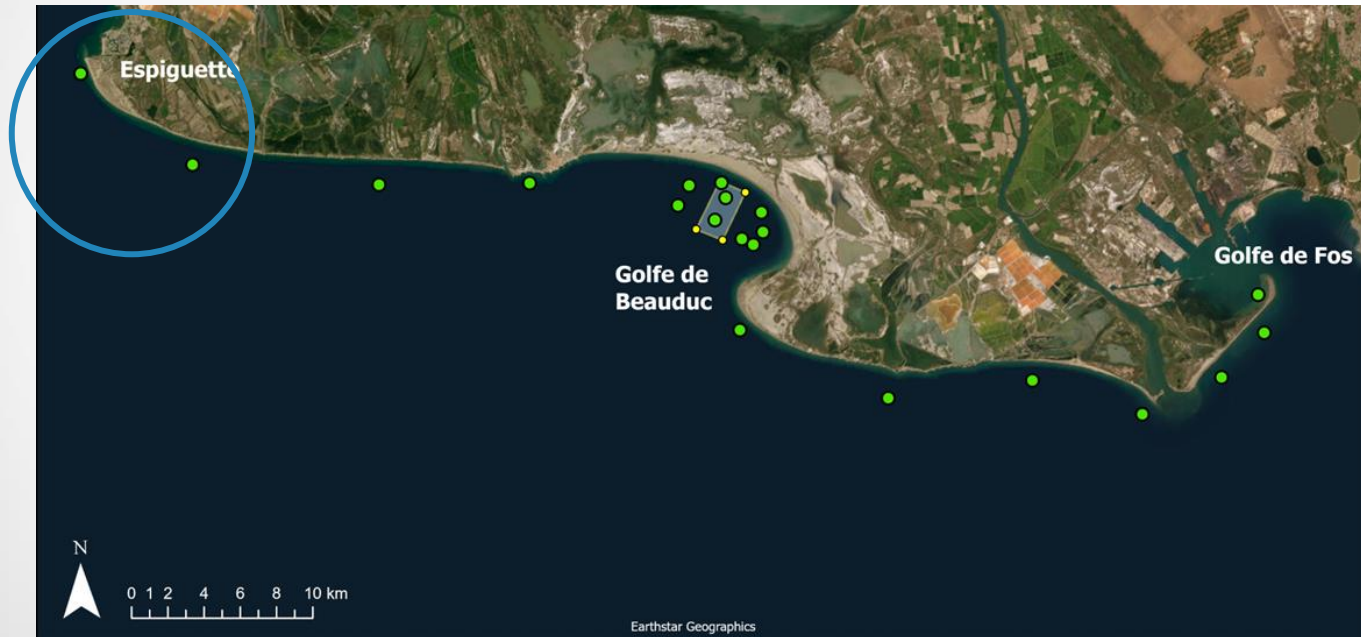 Espiguette
Golfe de Fos
Golfe de
Beauduc
N
0 1 2 4 6 8 10 km
Earthstar Geographics